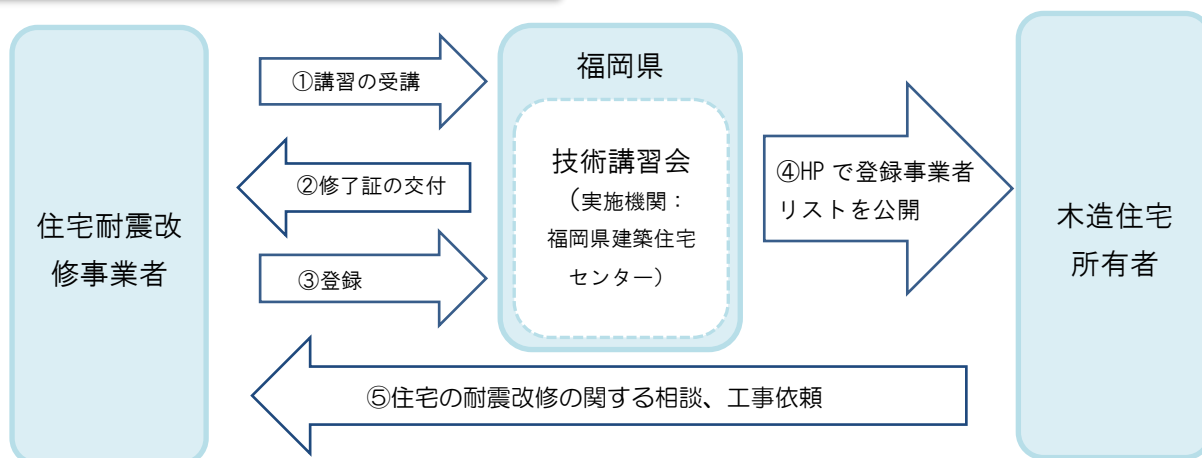 住宅耐震改
修事業者
①講習の受講
②修了証の交付
③登録
福岡県
技術講習会
（実施機関：
福岡県建築住宅
センター）
④HP で登録事業者
リストを公開
木造住宅
所有者
⑤住宅の耐震改修の関する相談、工事依頼